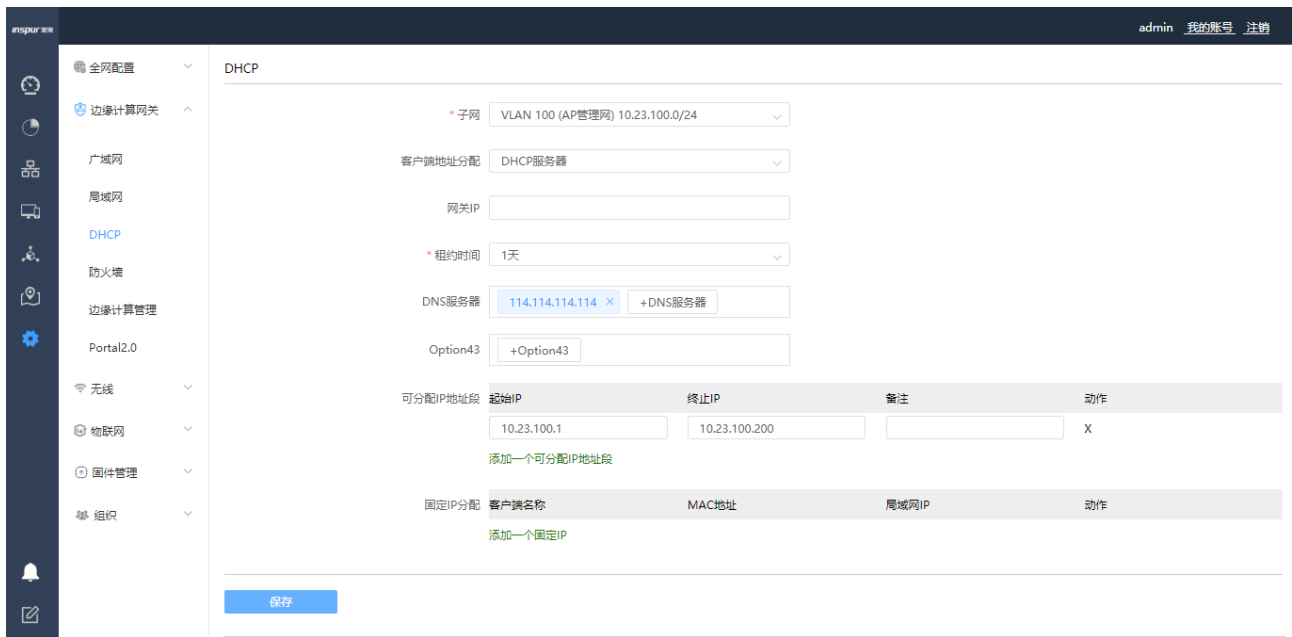 inspur 浪潮
admin 我的账号 注销
全网配置
边缘计算网关
广域网
局域网
DHCP
防火墙
边缘计算管理
Portal2.0
无线
物联网
固件管理
组织
DHCP
* 子网 VLAN 100 (AP管理网) 10.23.100.0/24
客户端地址分配 DHCP服务器
网关IP
* 租约时间 1天
DNS服务器 114.114.114.114 × +DNS服务器
Option43 +Option43
可分配IP地址段 起始IP 终止IP 备注 动作
10.23.100.1 10.23.100.200 X
添加一个可分配IP地址段
固定IP分配 客户端名称 MAC地址 局域网IP 动作
添加一个固定IP
保存